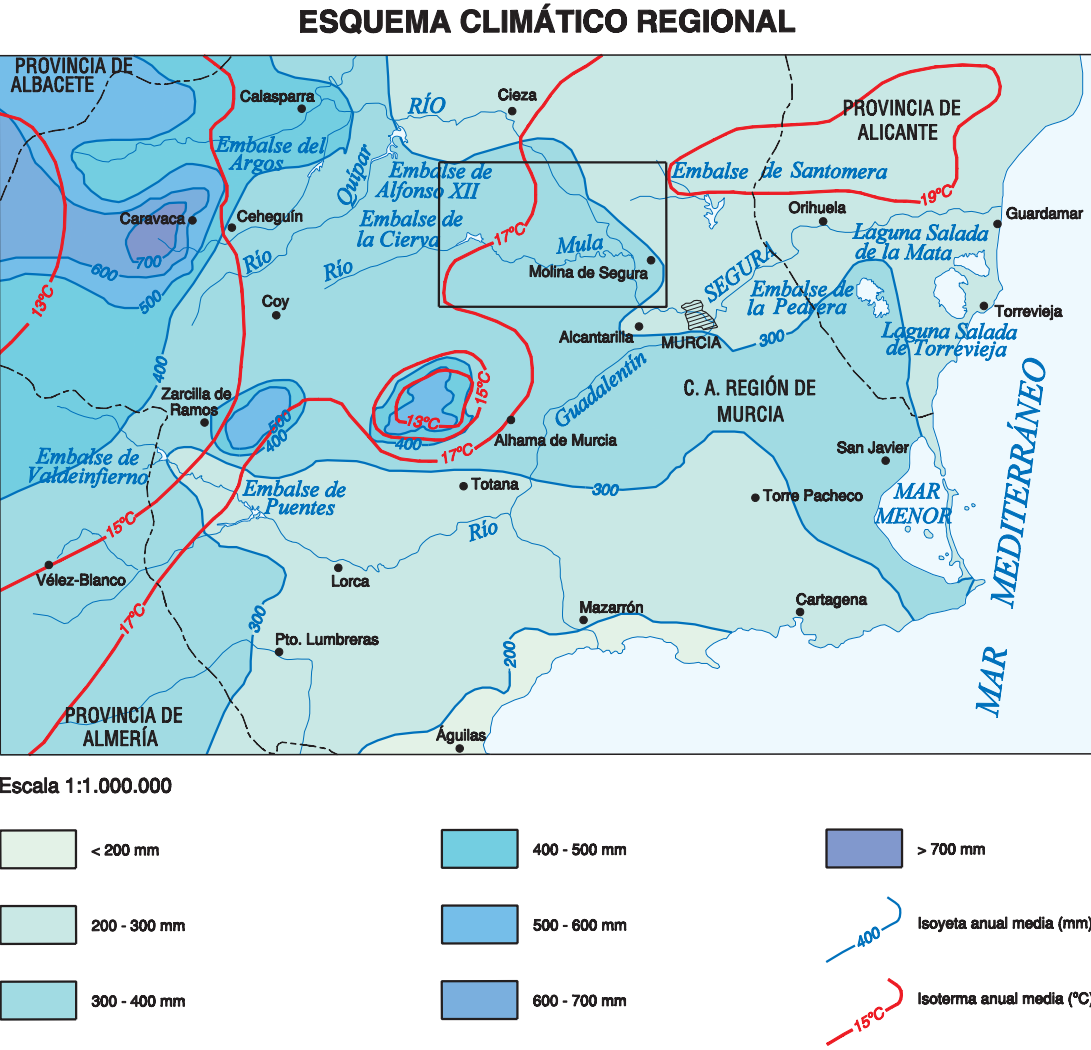 ESQUEMA CLIMÁTICO REGIONAL
PROVINCIA DE
ALBACETE
Calasparra
RÍO
Cieza
PROVINCIA DE
ALICANTE
Embalse del
Argos
Quípar
Embalse de
Alfonso XII
Embalse de Santomera
19ºC
Caravaca
Ceheguín
Embalse de
la Cierva
17ºC
Orihuela
Guardamar
700
600
500
Río
Río
Mula
Molina de Segura
SEGURA
Laguna Salada
de la Mata
13ºC
Coy
Embalse de
la Pedrera
Torrevieja
Alcantarilla
MURCIA
300
Laguna Salada
de Torrevieja
400
Zarcilla de
Ramos
500
400
13ºC
15ºC
400
17ºC
Guadalentín
C. A. REGIÓN DE
MURCIA
Alhama de Murcia
San Javier
Embalse de
Valdeinfierno
Embalse de
Puentes
Totana
300
Torre Pacheco
MAR
MENOR
MAR MEDITERRÁNEO
15ºC
Río
Vélez-Blanco
Lorca
17ºC
300
Mazarrón
Cartagena
Pto. Lumbreras
200
PROVINCIA DE
ALMERÍA
Águilas
Escala 1:1.000.000
< 200 mm
400 - 500 mm
> 700 mm
200 - 300 mm
500 - 600 mm
400
Isoyeta anual media (mm)
300 - 400 mm
600 - 700 mm
15ºC
Isoterma anual media (ºC)